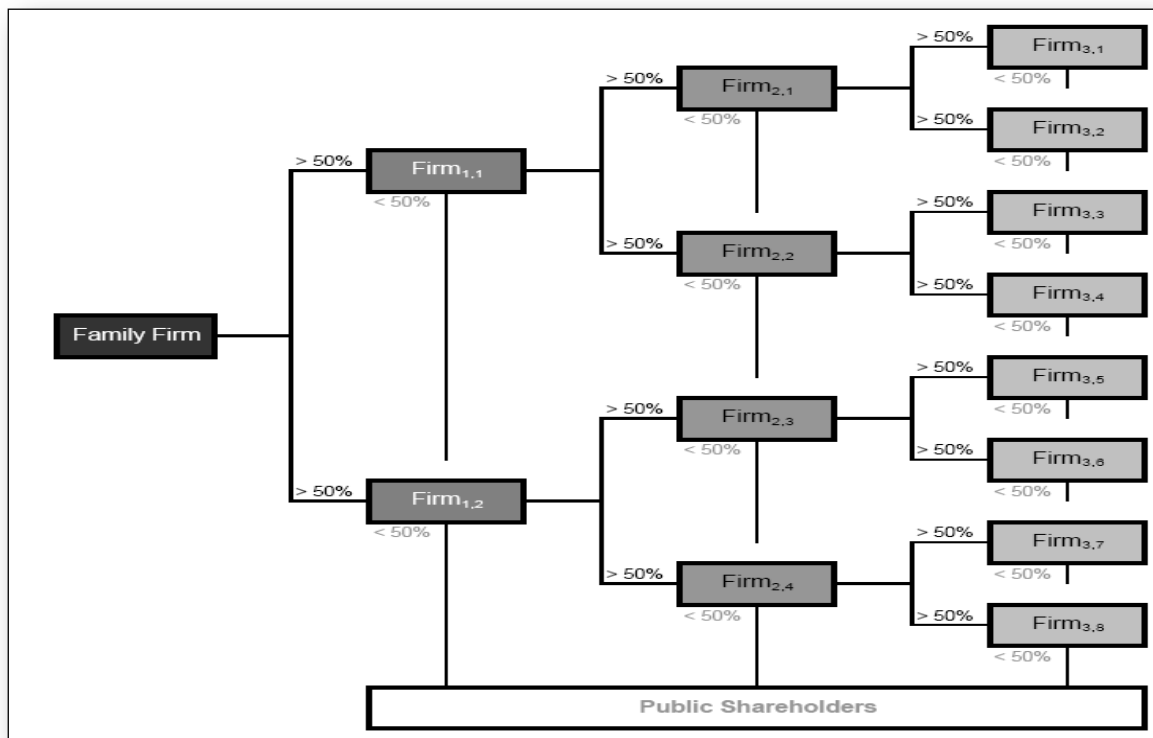 > 50%
Firm3,1
< 50%
> 50%
Firm2,1
< 50%
> 50%
Firm3,2
< 50%
> 50%
Firm1,1
< 50%
> 50%
Firm3,3
< 50%
> 50%
Firm2,2
< 50%
> 50%
Firm3,4
< 50%
Family Firm
> 50%
Firm3,5
< 50%
> 50%
Firm2,3
< 50%
> 50%
Firm3,6
< 50%
> 50%
Firm1,2
< 50%
> 50%
Firm3,7
< 50%
> 50%
Firm2,4
< 50%
> 50%
Firm3,8
< 50%
Public Shareholders